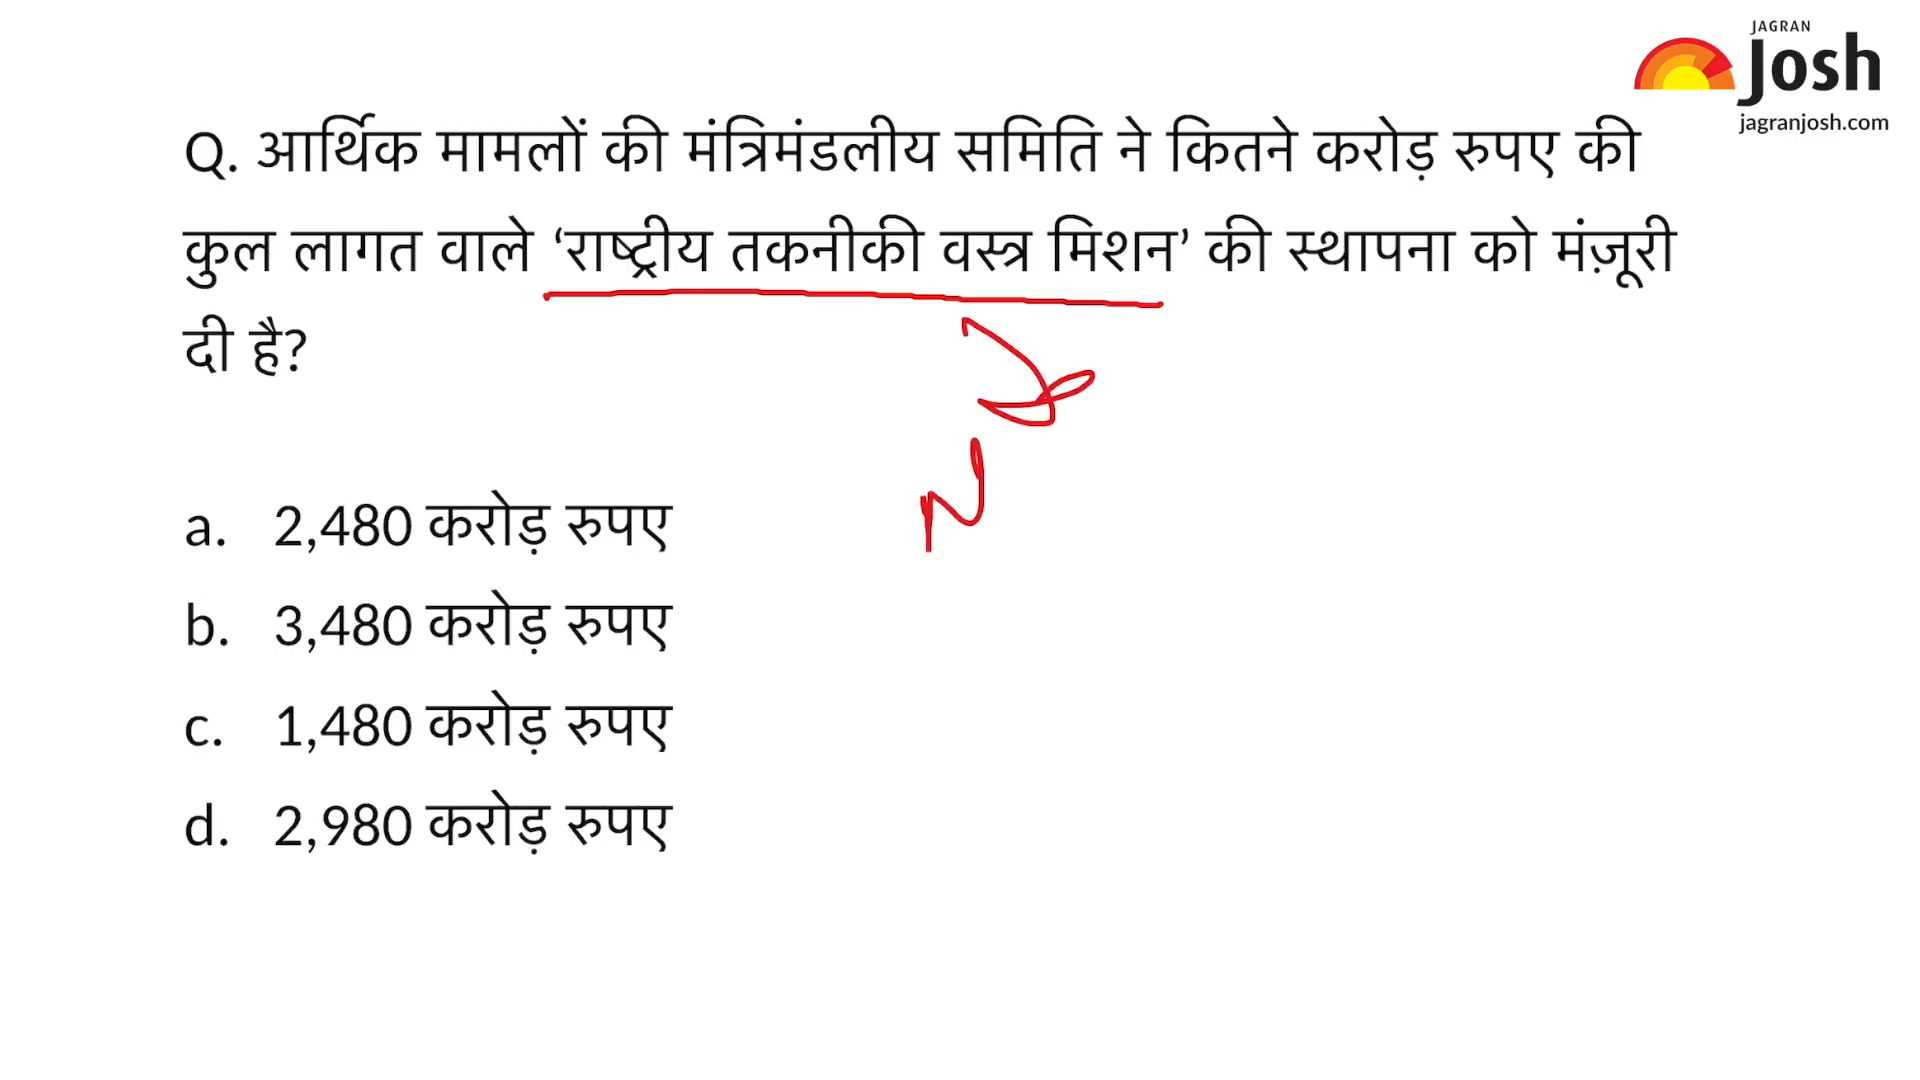 JAGRAN
Josh
jagranjosh.com
Q. आर्थिक मामलों की मंत्रिमंडलीय समिति ने कितने करोड़ रुपए की
कुल लागत वाले ‘राष्ट्रीय तकनीकी वस्त्र मिशन’ की स्थापना को मंज़ूरी
दी है?
a. 2,480 करोड़ रुपए
b. 3,480 करोड़ रुपए
c. 1,480 करोड़ रुपए
d. 2,980 करोड़ रुपए